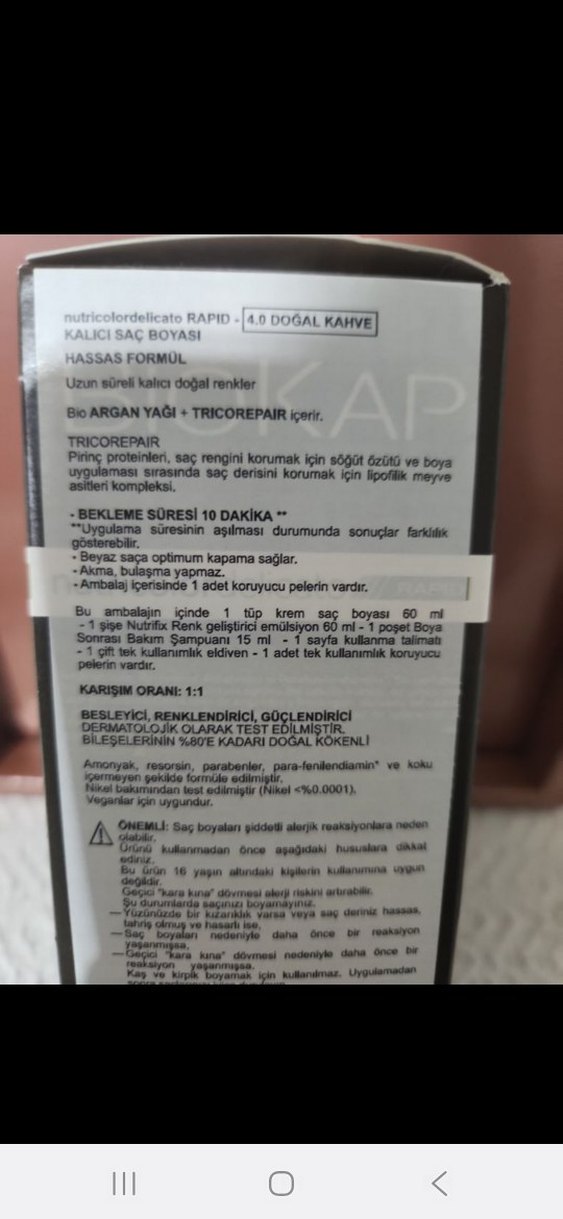 nutricolordelicato RAPID - 4.0 DOĞAL KAHVE
KALICI SAÇ BOYASI
HASSAS FORMÜL
Uzun süreli kalıcı doğal renkler
BIOSKAP
Bio ARGAN YAĞI + TRICOREPAIR içerir.
TRICOREPAIR
Pirinç proteinleri, saç rengini korumak için söğüt özütü ve boya
uygulaması sırasında saç derisini korumak için lipofilik meyve
asitleri kompleksi.
- BEKLEME SÜRESİ 10 DAKİKA **
**Uygulama süresinin aşılması durumunda sonuçlar farklılık
gösterebilir.
- Beyaz saça optimum kapama sağlar.
- Akma, bulaşma yapmaz.
- Ambalaj içerisinde 1 adet koruyucu pelerin vardır.
Bu ambalajın içinde 1 tüp krem saç boyası 60 ml
- 1 şişe Nutrifix Renk geliştirici emülsiyon 60 ml - 1 poşet Boya
Sonrası Bakım Şampuanı 15 ml - 1 sayfa kullanma talimatı
- 1 çift tek kullanımlık eldiven - 1 adet tek kullanımlık koruyucu
pelerin vardır.
KARIŞIM ORANI: 1:1
BESLEYİCİ, RENKLENDİRİCİ, GÜÇLENDİRİCİ
DERMATOLOJİK OLARAK TEST EDİLMİŞTİR.
BİLEŞELERİNİN %80'E KADARI DOĞAL KÖKENLİ
Amonyak, resorsin, parabenler, para-fenilendiamin* ve koku
içermeyen şekilde formüle edilmiştir.
Nikel bakımından test edilmiştir (Nikel <%0.0001).
Veganlar için uygundur.
ÖNEMLİ: Saç boyaları şiddetli alerjik reaksiyonlara neden
olabilir.
Ürünü kullanmadan önce aşağıdaki hususlara dikkat
ediniz.
Bu ürün 16 yaşın altındaki kişilerin kullanımına uygun
değildir.
Geçici "kara kına" dövmesi alerji riskini artırabilir.
Şu durumlarda saçınızı boyamayınız.
—Yüzünüzde bir kızarıklık varsa veya saç deriniz hassas,
tahriş olmuş ve hasarlı ise,
—Saç boyaları nedeniyle daha önce bir reaksiyon
yaşanmışsa,
—Geçici "kara kına" dövmesi nedeniyle daha önce bir
reaksiyon yaşanmışsa.
Kaş ve kirpik boyamak için kullanılmaz. Uygulamadan